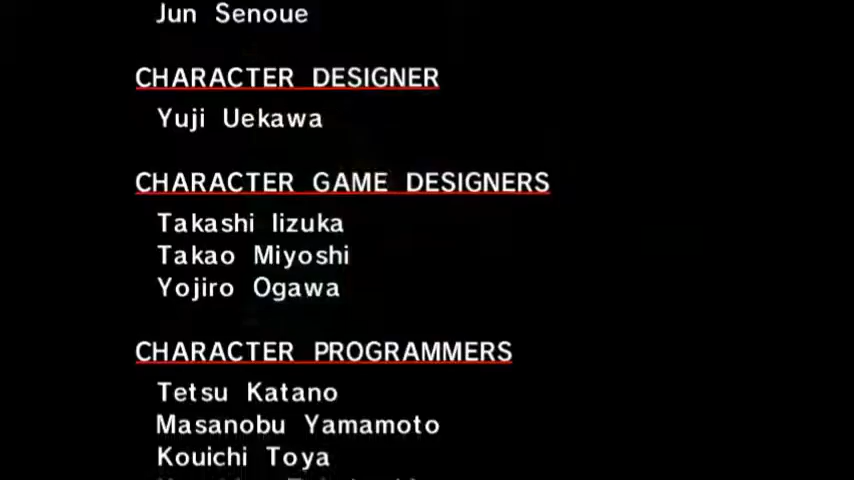 Jun Senoue
CHARACTER DESIGNER
Yuji Uekawa
CHARACTER GAME DESIGNERS
Takashi Iizuka
Takao Miyoshi
Yojiro Ogawa
CHARACTER PROGRAMMERS
Tetsu Katano
Masanobu Yamamoto
Kouichi Toya